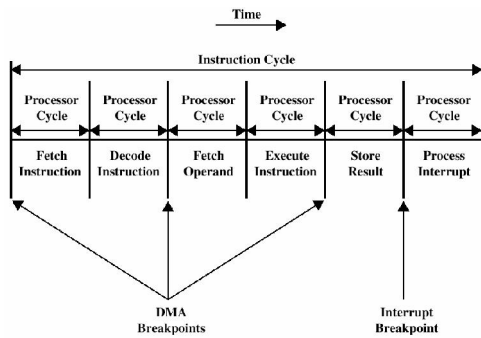 Time
Instruction Cycle
Processor Cycle
Processor Cycle
Processor Cycle
Processor Cycle
Processor Cycle
Processor Cycle
Fetch Instruction
Decode Instruction
Fetch Operand
Execute Instruction
Store Result
Process Interrupt
DMA
Breakpoints
Interrupt
Breakpoint